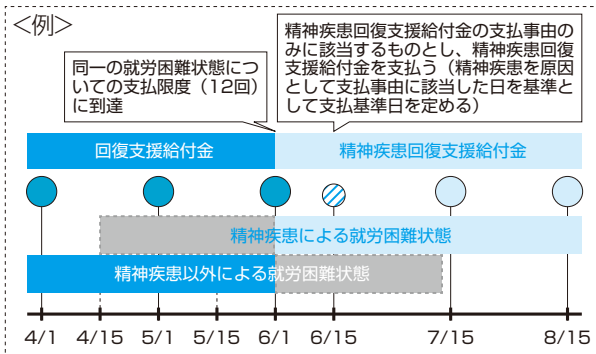 <例>
同一の就労困難状態につ
いての支払限度（12回）
に到達
精神疾患回復支援給付金の支払事由の
みに該当するものとし、精神疾患回復
支援給付金を支払う（精神疾患を原因
として支払事由に該当した日を基準と
して支払基準日を定める）
回復支援給付金
精神疾患回復支援給付金
精神疾患による就労困難状態
精神疾患以外による就労困難状態
4/1 4/15 5/1 5/15 6/1 6/15 7/15 8/15